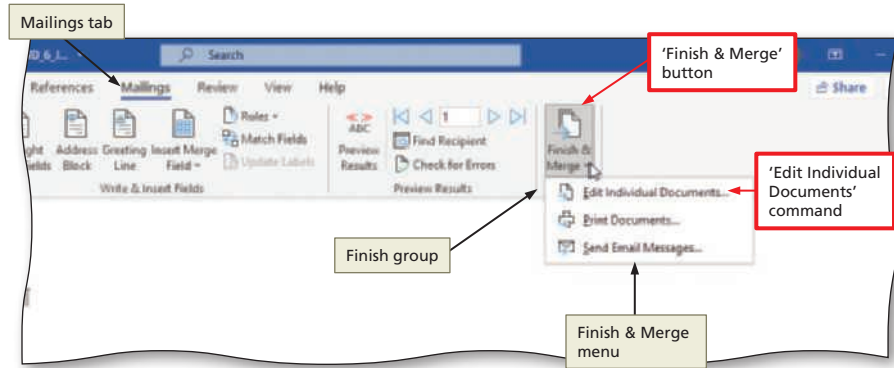 Mailings tab
Search
'Finish & Merge'
button
References Mailings Review View Help
Share
Address
Block
Greeting
Line
Insert Merge
Field
Rules
Match Fields
Update Labels
Write & Insert Fields
ABC
Preview
Results
1
Find Recipient
Check for Errors
Preview Results
Finish &
Merge
Edit Individual Documents...
Print Documents...
Send Email Messages...
'Edit Individual
Documents'
command
Finish group
Finish & Merge
menu